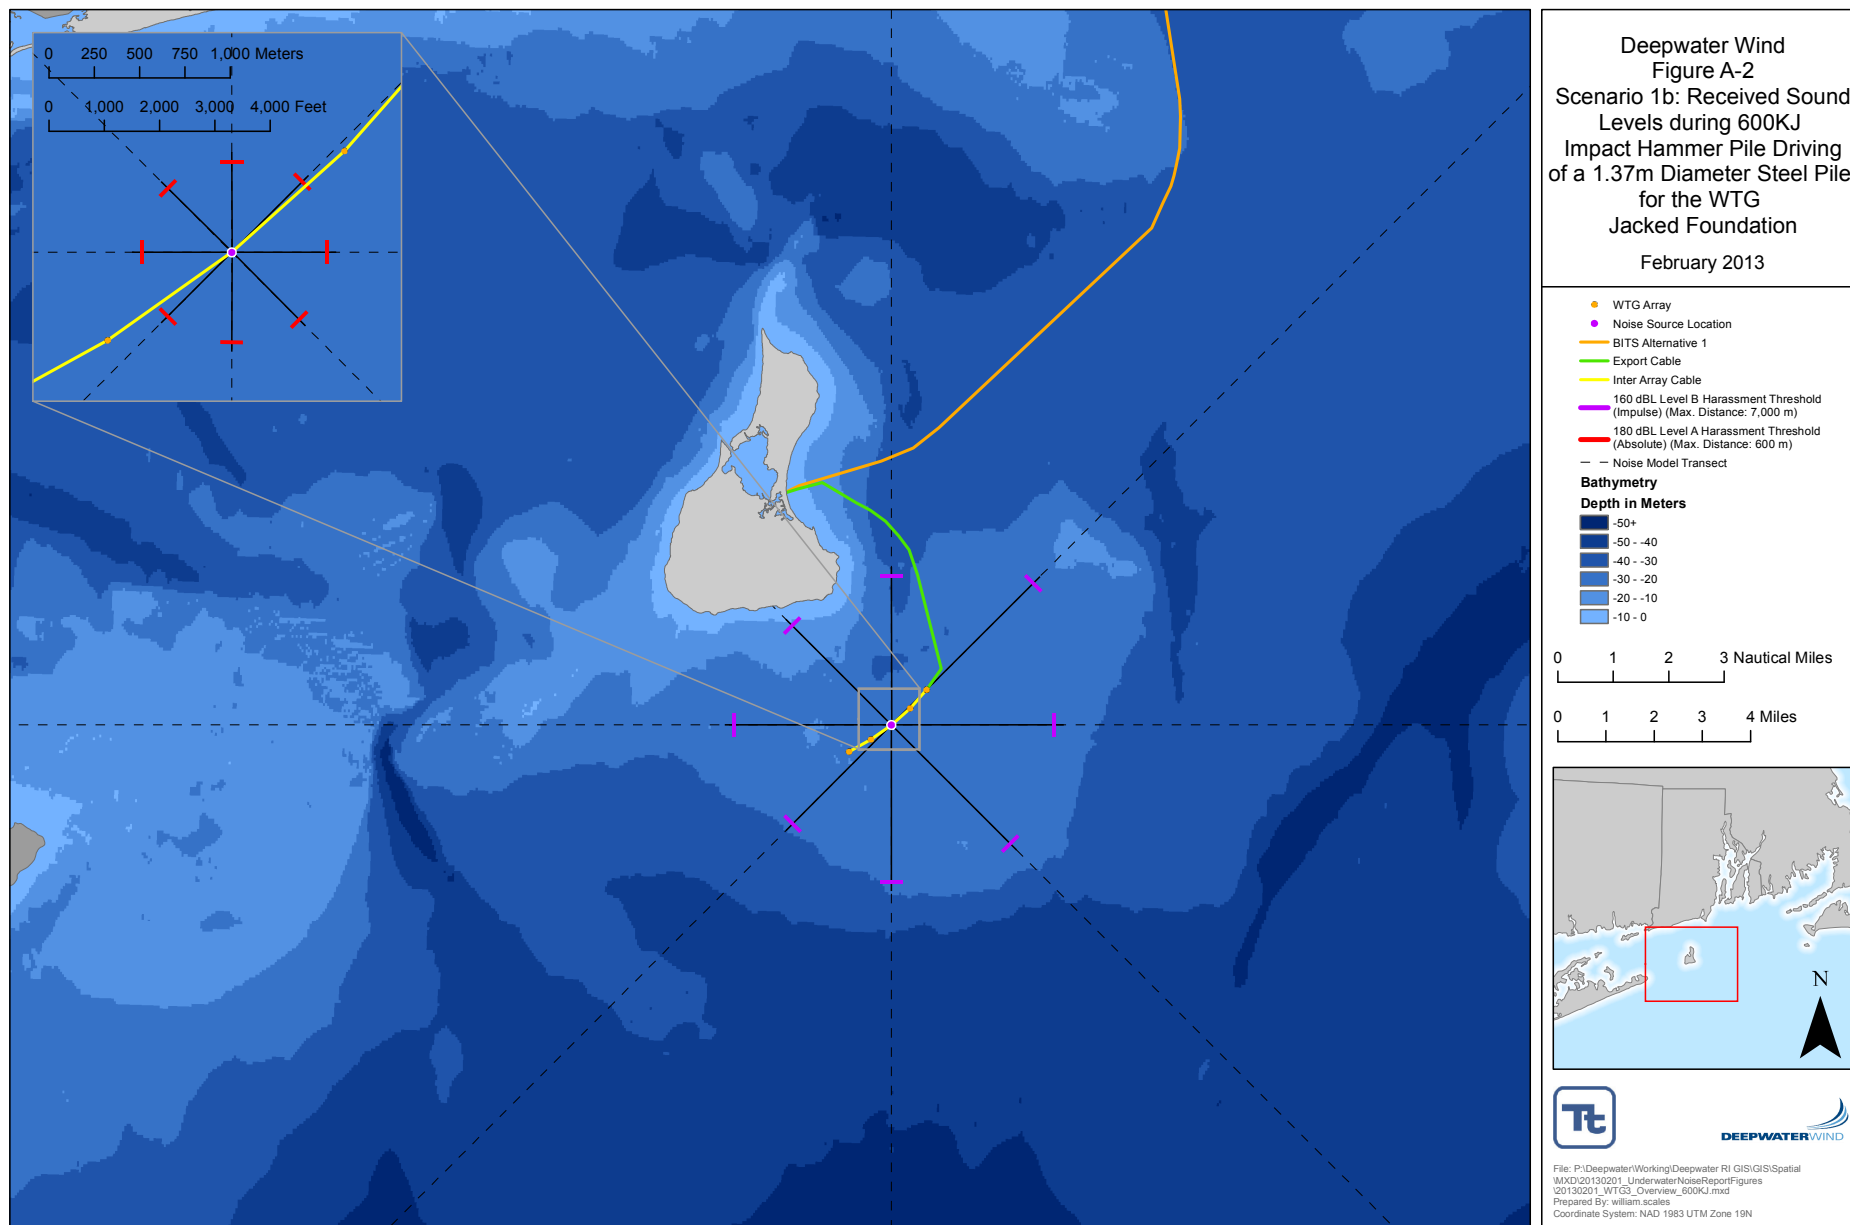 0 250 500 750 1,000 Meters
0 1,000 2,000 3,000 4,000 Feet
Deepwater Wind
Figure A-2
Scenario 1b: Received Sound
Levels during 600KJ
Impact Hammer Pile Driving
of a 1.37m Diameter Steel Pile
for the WTG
Jacked Foundation
February 2013
WTG Array
Noise Source Location
BITS Alternative 1
Export Cable
Inter Array Cable
160 dBL Level B Harassment Threshold
(Impulse) (Max. Distance: 7,000 m)
180 dBL Level A Harassment Threshold
(Absolute) (Max. Distance: 600 m)
Noise Model Transect
Bathymetry
Depth in Meters
-50+
-50 - -40
-40 - -30
-30 - -20
-20 - -10
-10 - 0
0 1 2 3 Nautical Miles
0 1 2 3 4 Miles
N
Tt
DEEPWATER WIND
File: P:\Deepwater\Working\Deepwater RI GIS\GIS\Spatial
\MXD\20130201_UnderwaterNoiseReportFigures
\20130201_WTG3_Overview_600KJ.mxd
Prepared By: william.scales
Coordinate System: NAD 1983 UTM Zone 19N